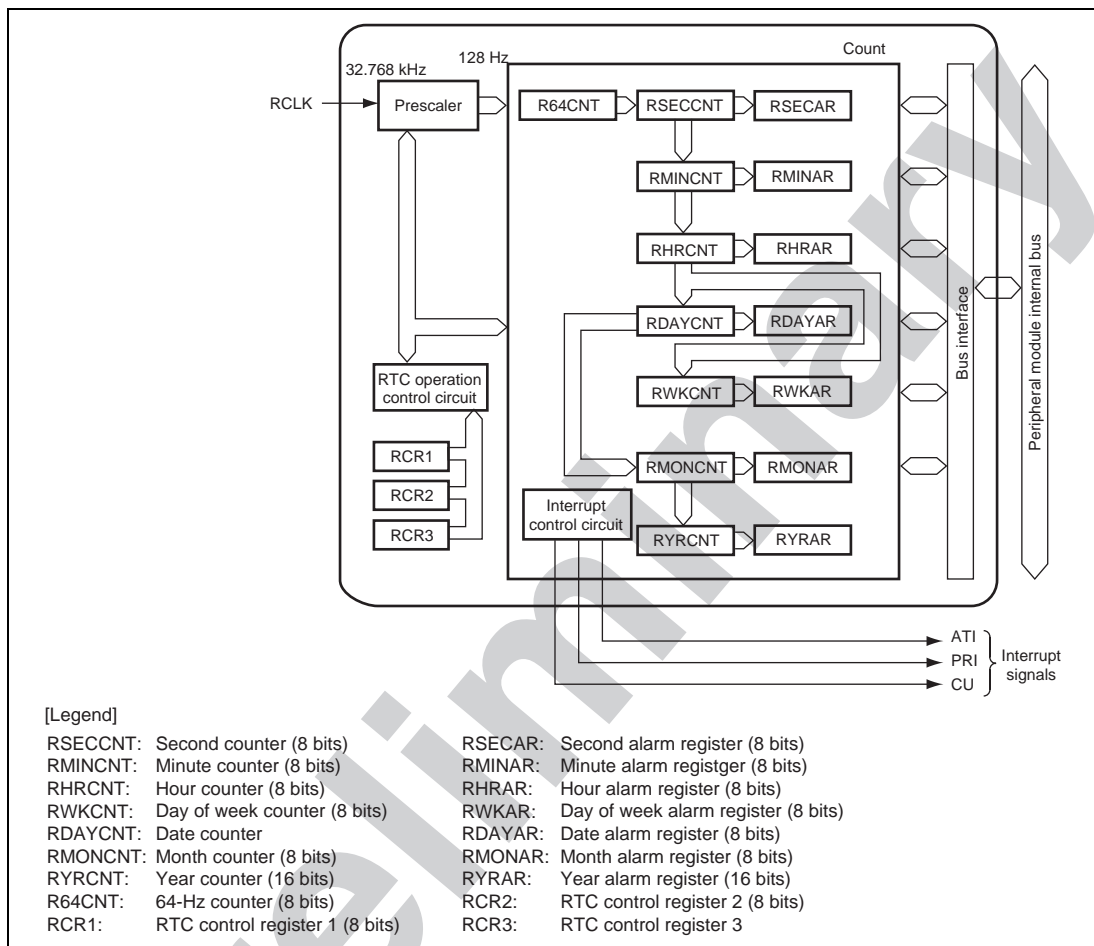 Count
128 Hz
32.768 kHz
RCLK
Prescaler
R64CNT
RSECCNT
RSECAR
RMINCNT
RMINAR
RHRCNT
RHRAR
RDAYCNT
RDAYAR
RTC operation
control circuit
RWKCNT
RWKAR
RCR1
RMONCNT
RMONAR
RCR2
Interrupt
control circuit
RCR3
RYRCNT
RYRAR
Bus interface
Peripheral module internal bus
ATI
PRI
CU
Interrupt
signals
[Legend]
RSECCNT: Second counter (8 bits)
RMINCNT: Minute counter (8 bits)
RHRCNT: Hour counter (8 bits)
RWKCNT: Day of week counter (8 bits)
RDAYCNT: Date counter
RMONCNT: Month counter (8 bits)
RYRCNT: Year counter (16 bits)
R64CNT: 64-Hz counter (8 bits)
RCR1: RTC control register 1 (8 bits)
RSECAR: Second alarm register (8 bits)
RMINAR: Minute alarm registger (8 bits)
RHRAR: Hour alarm register (8 bits)
RWKAR: Day of week alarm register (8 bits)
RDAYAR: Date alarm register (8 bits)
RMONAR: Month alarm register (8 bits)
RYRAR: Year alarm register (16 bits)
RCR2: RTC control register 2 (8 bits)
RCR3: RTC control register 3
eliminary